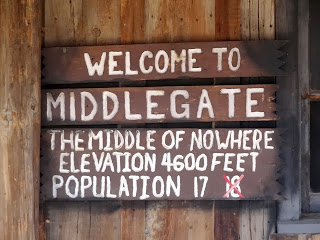 WELCOME TO
MIDDLEGATE
THE MIDDLE OF NOWHERE
ELEVATION 4600 FEET
POPULATION 17 18